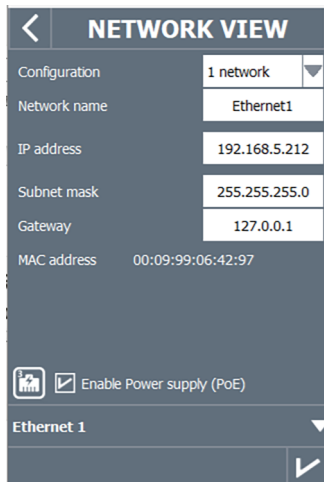 NETWORK VIEW
Configuration 1 network
Network name Ethernet1
IP address 192.168.5.212
Subnet mask 255.255.255.0
Gateway 127.0.0.1
MAC address 00:09:99:06:42:97
3
Enable Power supply (PoE)
Ethernet 1